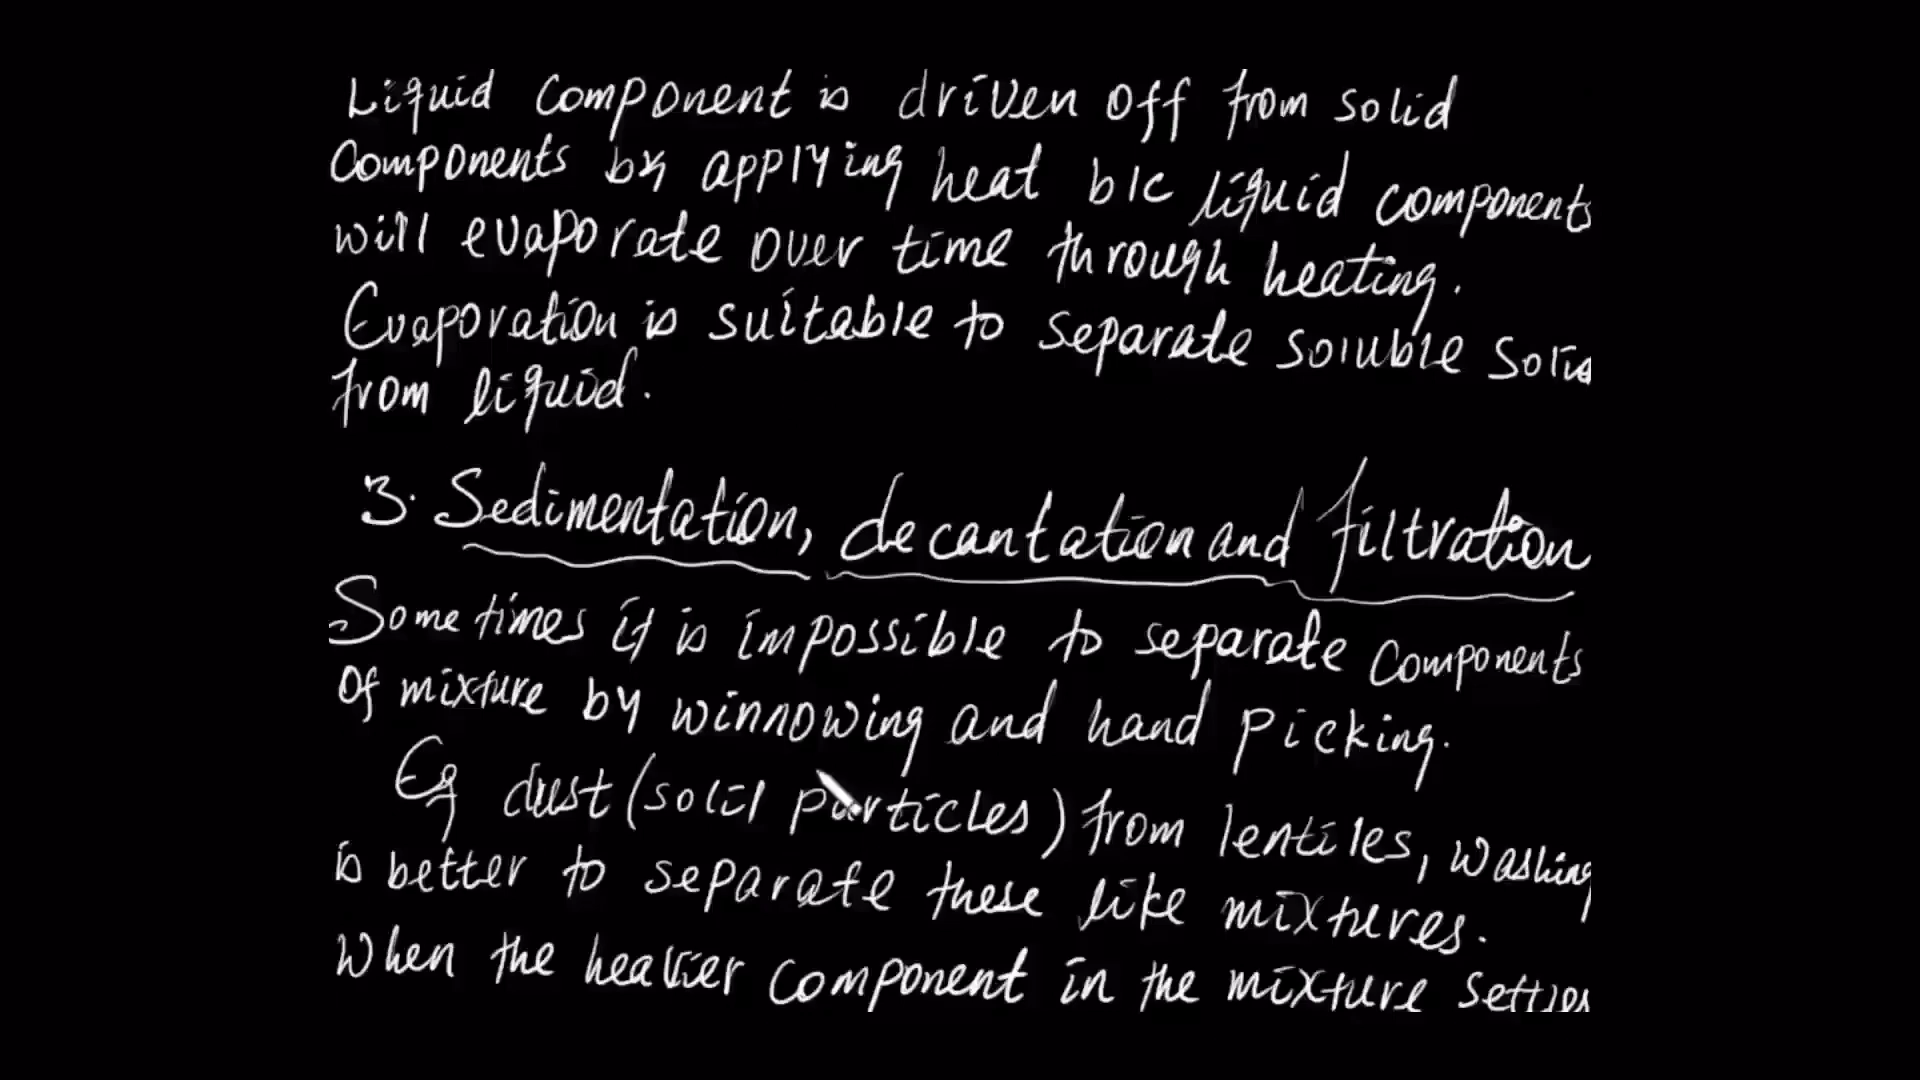 Liquid component is driven off from solid
Components by applying heat b/c liquid components
will evaporate over time through heating.
Evaporation is suitable to separate soluble
from liquid.
3. Sedimentation, decantation and filtration
Sometimes it is impossible to separate components
Of mixture by winnowing and hand picking.
Eg dust (solid particles) from lentiles, washing
is better to separate these like mixtures.
When the heavier component in the mixture